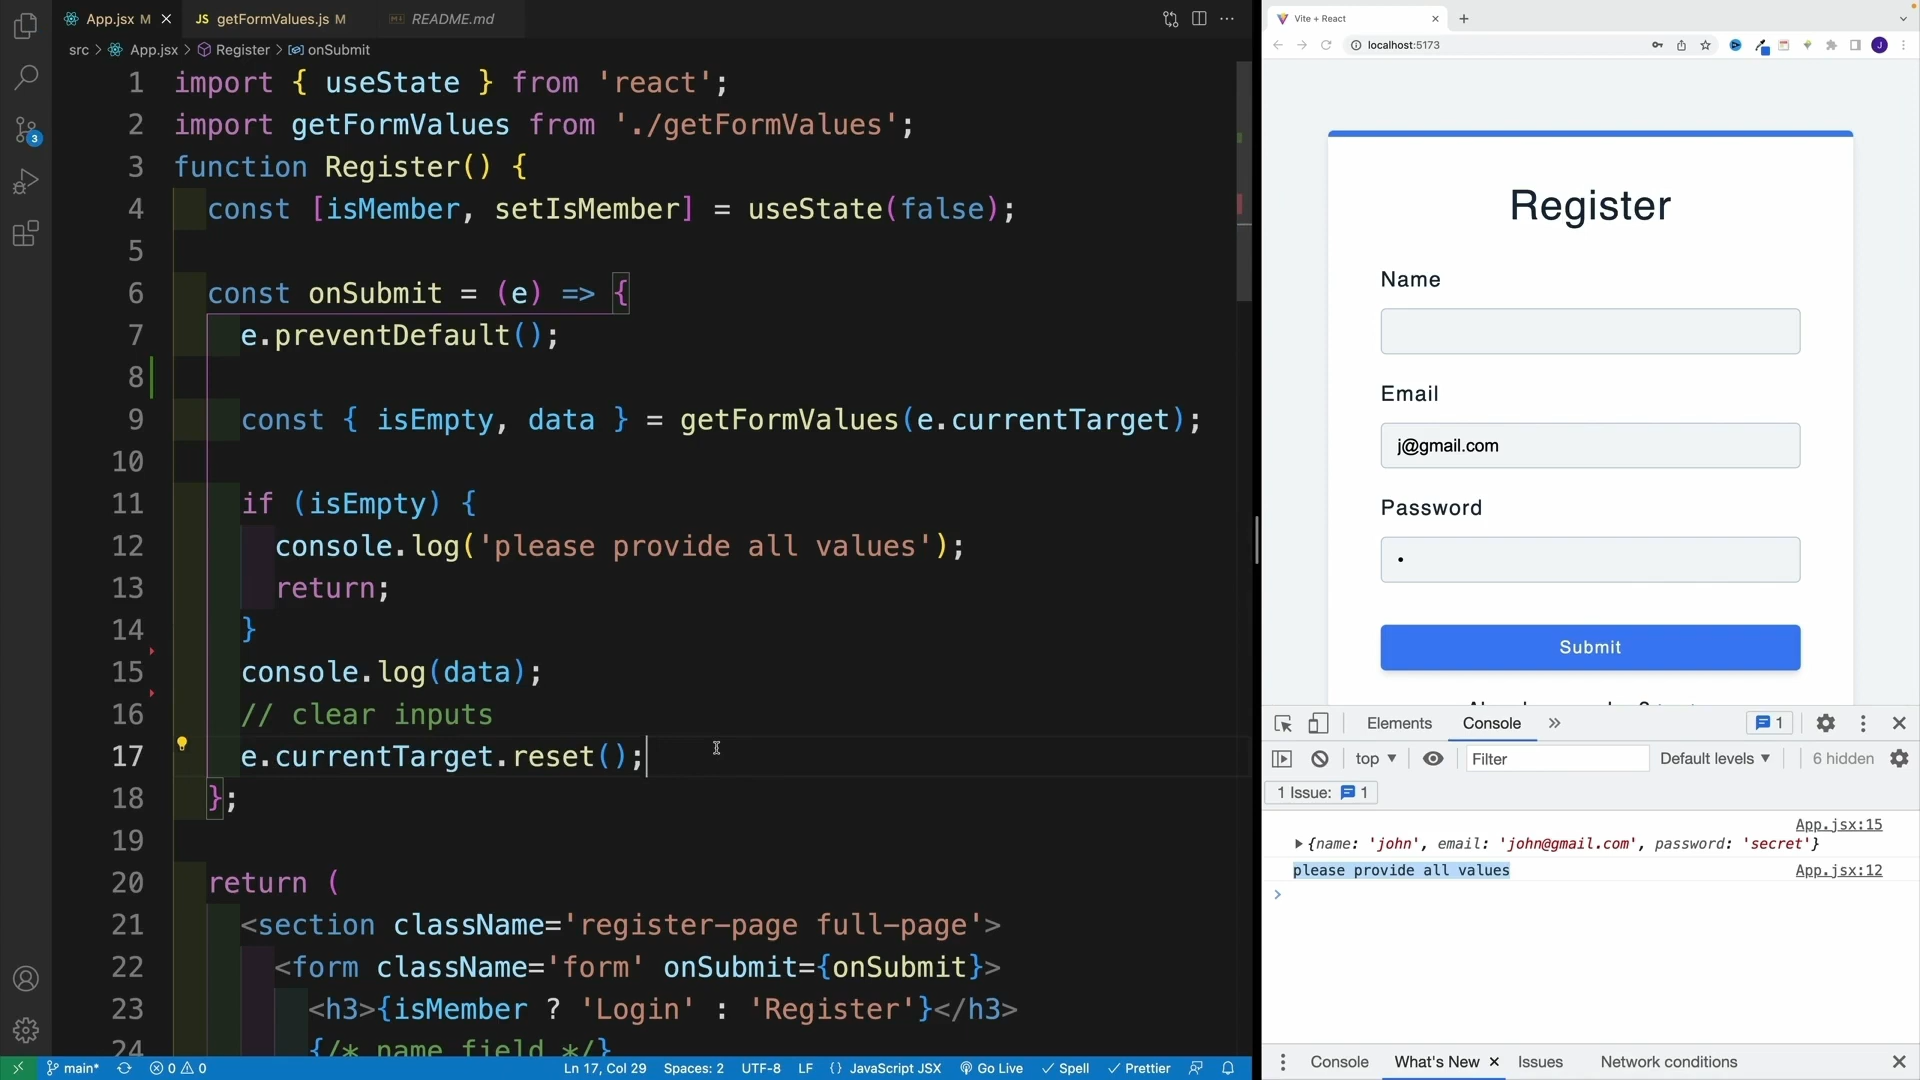 App.jsx M
JS getFormValues.js M
README.md
src > App.jsx > Register > onSubmit
1 import { useState } from 'react';
2 import getFormValues from './getFormValues';
3 function Register() {
4 const [isMember, setIsMember] = useState(false);
5
6 const onSubmit = (e) => {
7 e.preventDefault();
8
9 const { isEmpty, data } = getFormValues(e.currentTarget);
10
11 if (isEmpty) {
12 console.log('please provide all values');
13 return;
14 }
15 console.log(data);
16 // clear inputs
17 e.currentTarget.reset();
18 };
19
20 return (
21 <section className='register-page full-page'>
22 <form className='form' onSubmit={onSubmit}>
23 <h3>{isMember ? 'Login' : 'Register'}</h3>
24 {/* name field */}
3
main*
0 0
Ln 17, Col 29
Spaces: 2
UTF-8
LF
{} JavaScript JSX
Go Live
Spell
Prettier
Vite + React
localhost:5173
J
Register
Name
Email
j@gmail.com
Password
•
Submit
Elements
Console
1
top
Filter
Default levels
6 hidden
1 Issue: 1
App.jsx:15
{name: 'john', email: 'john@gmail.com', password: 'secret'}
please provide all values App.jsx:12
Console
What's New
Issues
Network conditions